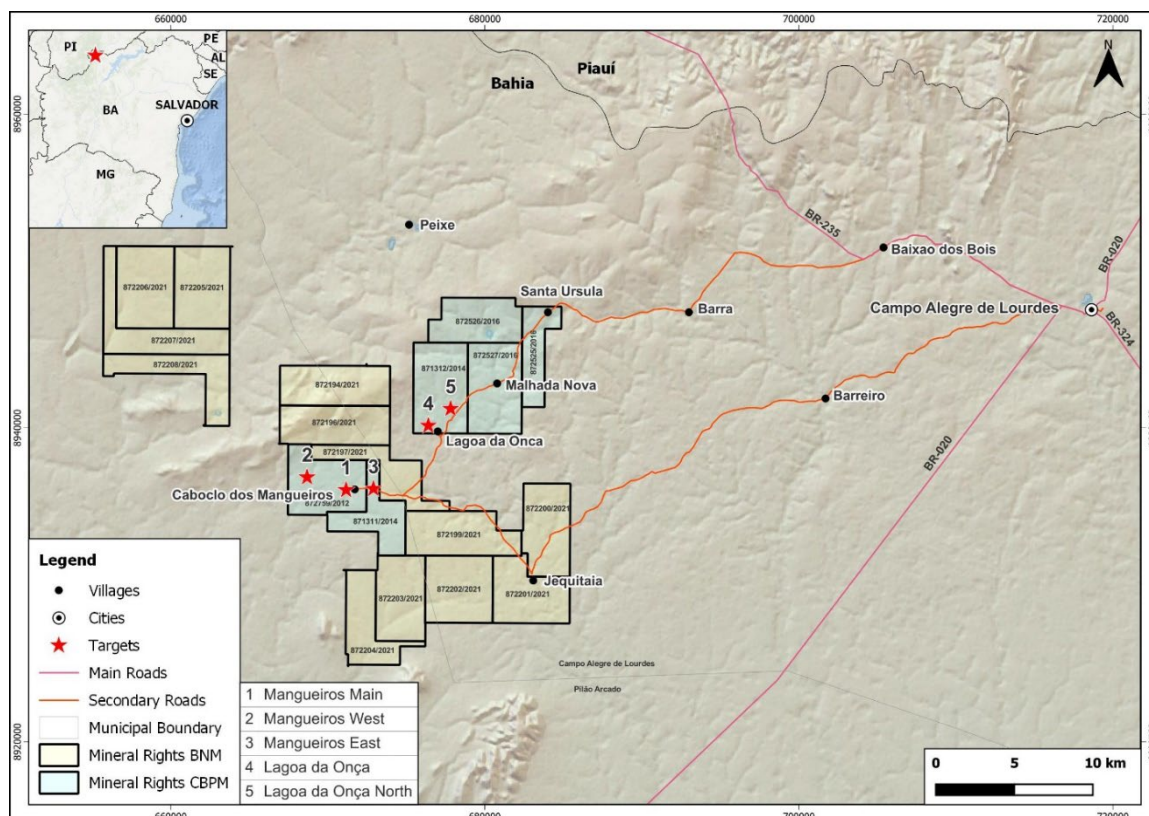 660000
680000
700000
720000
PI
PE
AL
SE
BA
SALVADOR
MG
N
Piauí
Bahia
8960000
Peixe
BR-235
Baixao dos Bois
BR-020
Santa Ursula
Barra
Campo Alegre de Lourdes
BR-324
872206/2021
872205/2021
872207/2021
872208/2021
872526/2016
872525/2016
872527/2016
871312/2014
872194/2021
Malhada Nova
5
4
Barreiro
872196/2021
8940000
Lagoa da Onca
872197/2021
BR-020
2
1
3
Caboclo dos Mangueiros
872759/2012
871311/2014
872200/2021
872199/2021
Jequitaia
872203/2021
872202/2021
872201/2021
872204/2021
Campo Alegre de Lourdes
Pilão Arcado
Legend
Villages
Cities
Targets
Main Roads
Secondary Roads
Municipal Boundary
Mineral Rights BNM
Mineral Rights CBPM
1 Mangueiros Main
2 Mangueiros West
3 Mangueiros East
4 Lagoa da Onça
5 Lagoa da Onça North
8920000
0 5 10 km
660000
680000
700000
720000